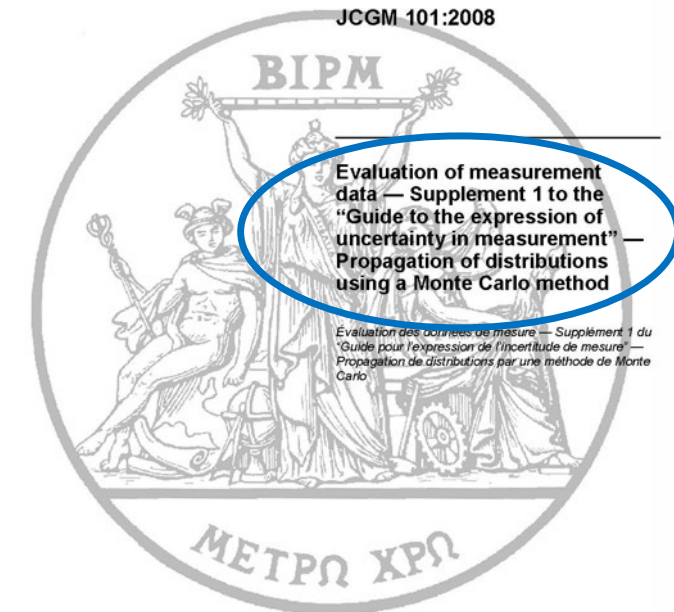 JCGM 101:2008
BIPM
Evaluation of measurement
data — Supplement 1 to the
“Guide to the expression of
uncertainty in measurement” —
Propagation of distributions
using a Monte Carlo method
Évaluation des données de mesure — Supplément 1 du
“Guide pour l'expression de l'incertitude de mesure” —
Propagation de distributions par une méthode de Monte
Carlo
ΜΕΤΡΩ ΧΡΩ